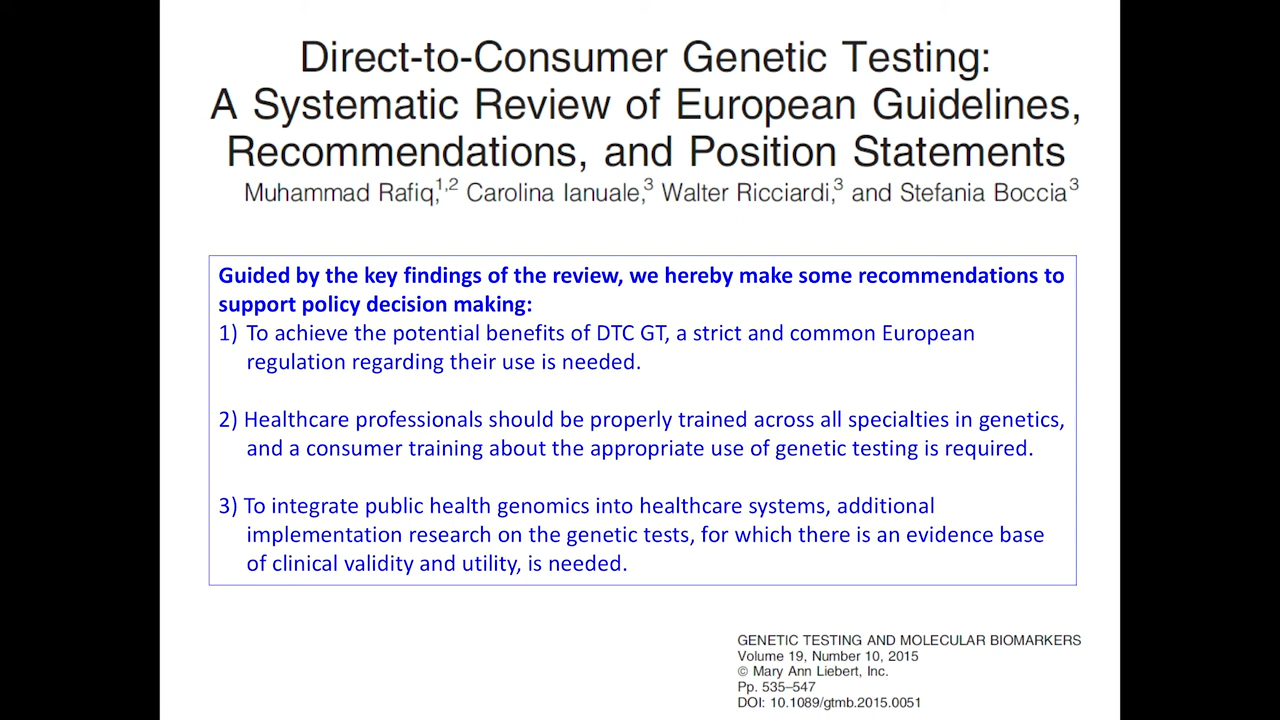 Direct-to-Consumer Genetic Testing:
A Systematic Review of European Guidelines,
Recommendations, and Position Statements
Muhammad Rafiq,1,2 Carolina Ianuale,3 Walter Ricciardi,3 and Stefania Boccia3
Guided by the key findings of the review, we hereby make some recommendations to
support policy decision making:
1) To achieve the potential benefits of DTC GT, a strict and common European
regulation regarding their use is needed.
2) Healthcare professionals should be properly trained across all specialties in genetics,
and a consumer training about the appropriate use of genetic testing is required.
3) To integrate public health genomics into healthcare systems, additional
implementation research on the genetic tests, for which there is an evidence base
of clinical validity and utility, is needed.
GENETIC TESTING AND MOLECULAR BIOMARKERS
Volume 19, Number 10, 2015
© Mary Ann Liebert, Inc.
Pp. 535–547
DOI: 10.1089/gtmb.2015.0051